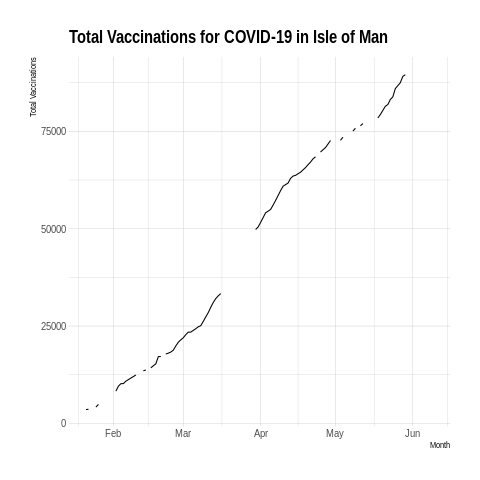 Total Vaccinations for COVID-19 in Isle of Man
Total Vaccinations
75000
50000
25000
0
Feb Mar Apr May Jun
Month